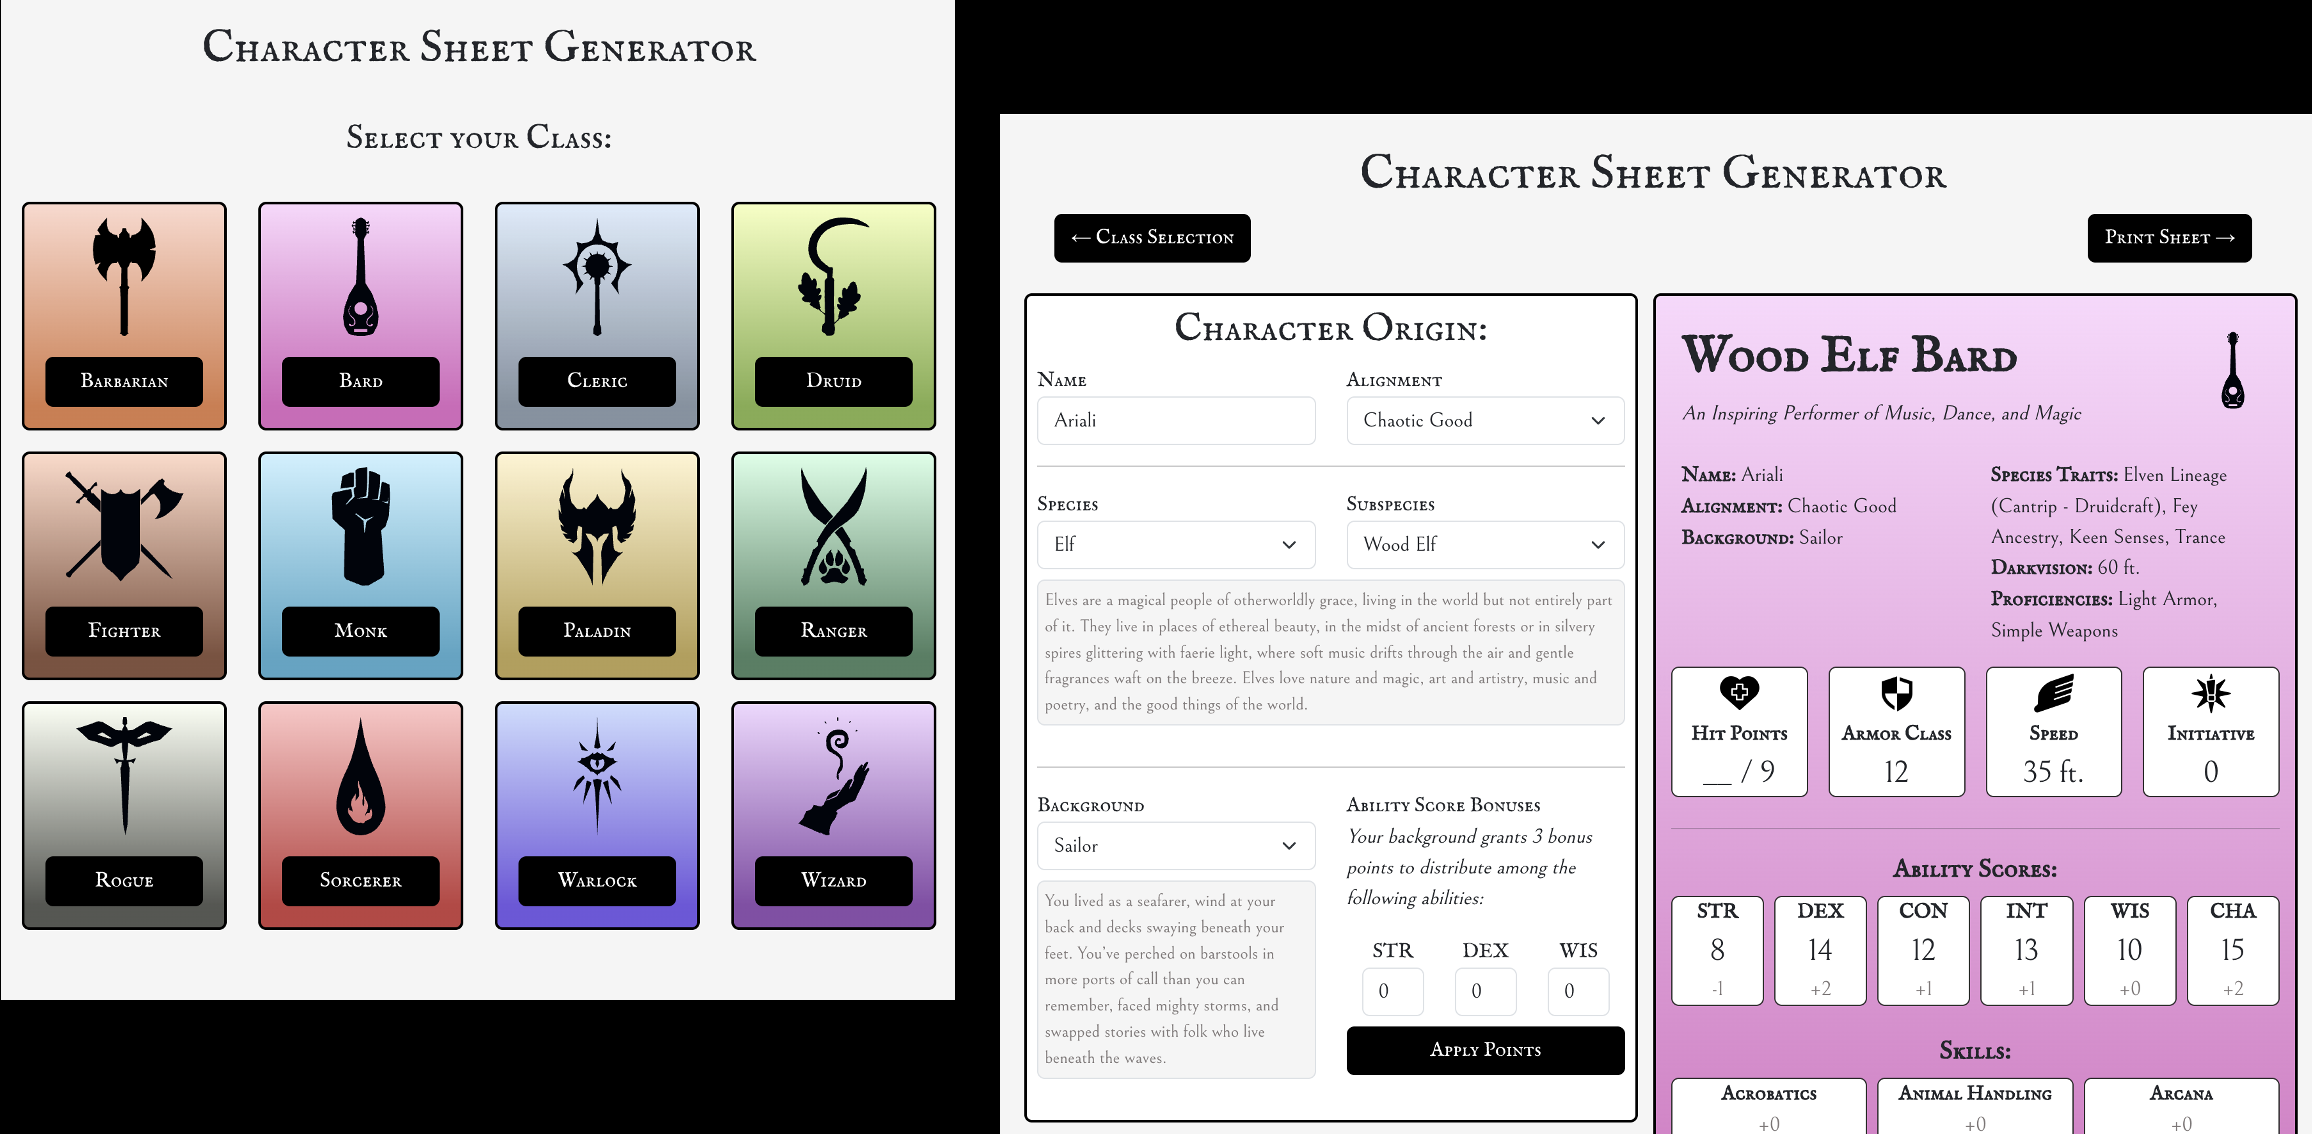 Character Sheet Generator
Select your Class:
Barbarian
Bard
Cleric
Druid
Fighter
Monk
Paladin
Ranger
Rogue
Sorcerer
Warlock
Wizard
Character Sheet Generator
← Class Selection
Print Sheet →
Character Origin:
Name
Alignment
Ariali
Chaotic Good
Species
Subspecies
Elf
Wood Elf
Elves are a magical people of otherworldly grace, living in the world but not entirely part
of it. They live in places of ethereal beauty, in the midst of ancient forests or in silvery
spires glittering with faerie light, where soft music drifts through the air and gentle
fragrances waft on the breeze. Elves love nature and magic, art and artistry, music and
poetry, and the good things of the world.
Background
Sailor
You lived as a seafarer, wind at your
back and decks swaying beneath your
feet. You've perched on barstools in
more ports of call than you can
remember, faced mighty storms, and
swapped stories with folk who live
beneath the waves.
Ability Score Bonuses
Your background grants 3 bonus
points to distribute among the
following abilities:
STR DEX WIS
0 0 0
Apply Points
Wood Elf Bard
An Inspiring Performer of Music, Dance, and Magic
Name: Ariali
Alignment: Chaotic Good
Background: Sailor
Species Traits: Elven Lineage
(Cantrip - Druidcraft), Fey
Ancestry, Keen Senses, Trance
Darkvision: 60 ft.
Proficiencies: Light Armor,
Simple Weapons
Hit Points
__ / 9
Armor Class
12
Speed
35 ft.
Initiative
0
Ability Scores:
STR DEX CON INT WIS CHA
8 14 12 13 10 15
-1 +2 +1 +1 +0 +2
Skills:
Acrobatics Animal Handling Arcana
+0 +0 +0